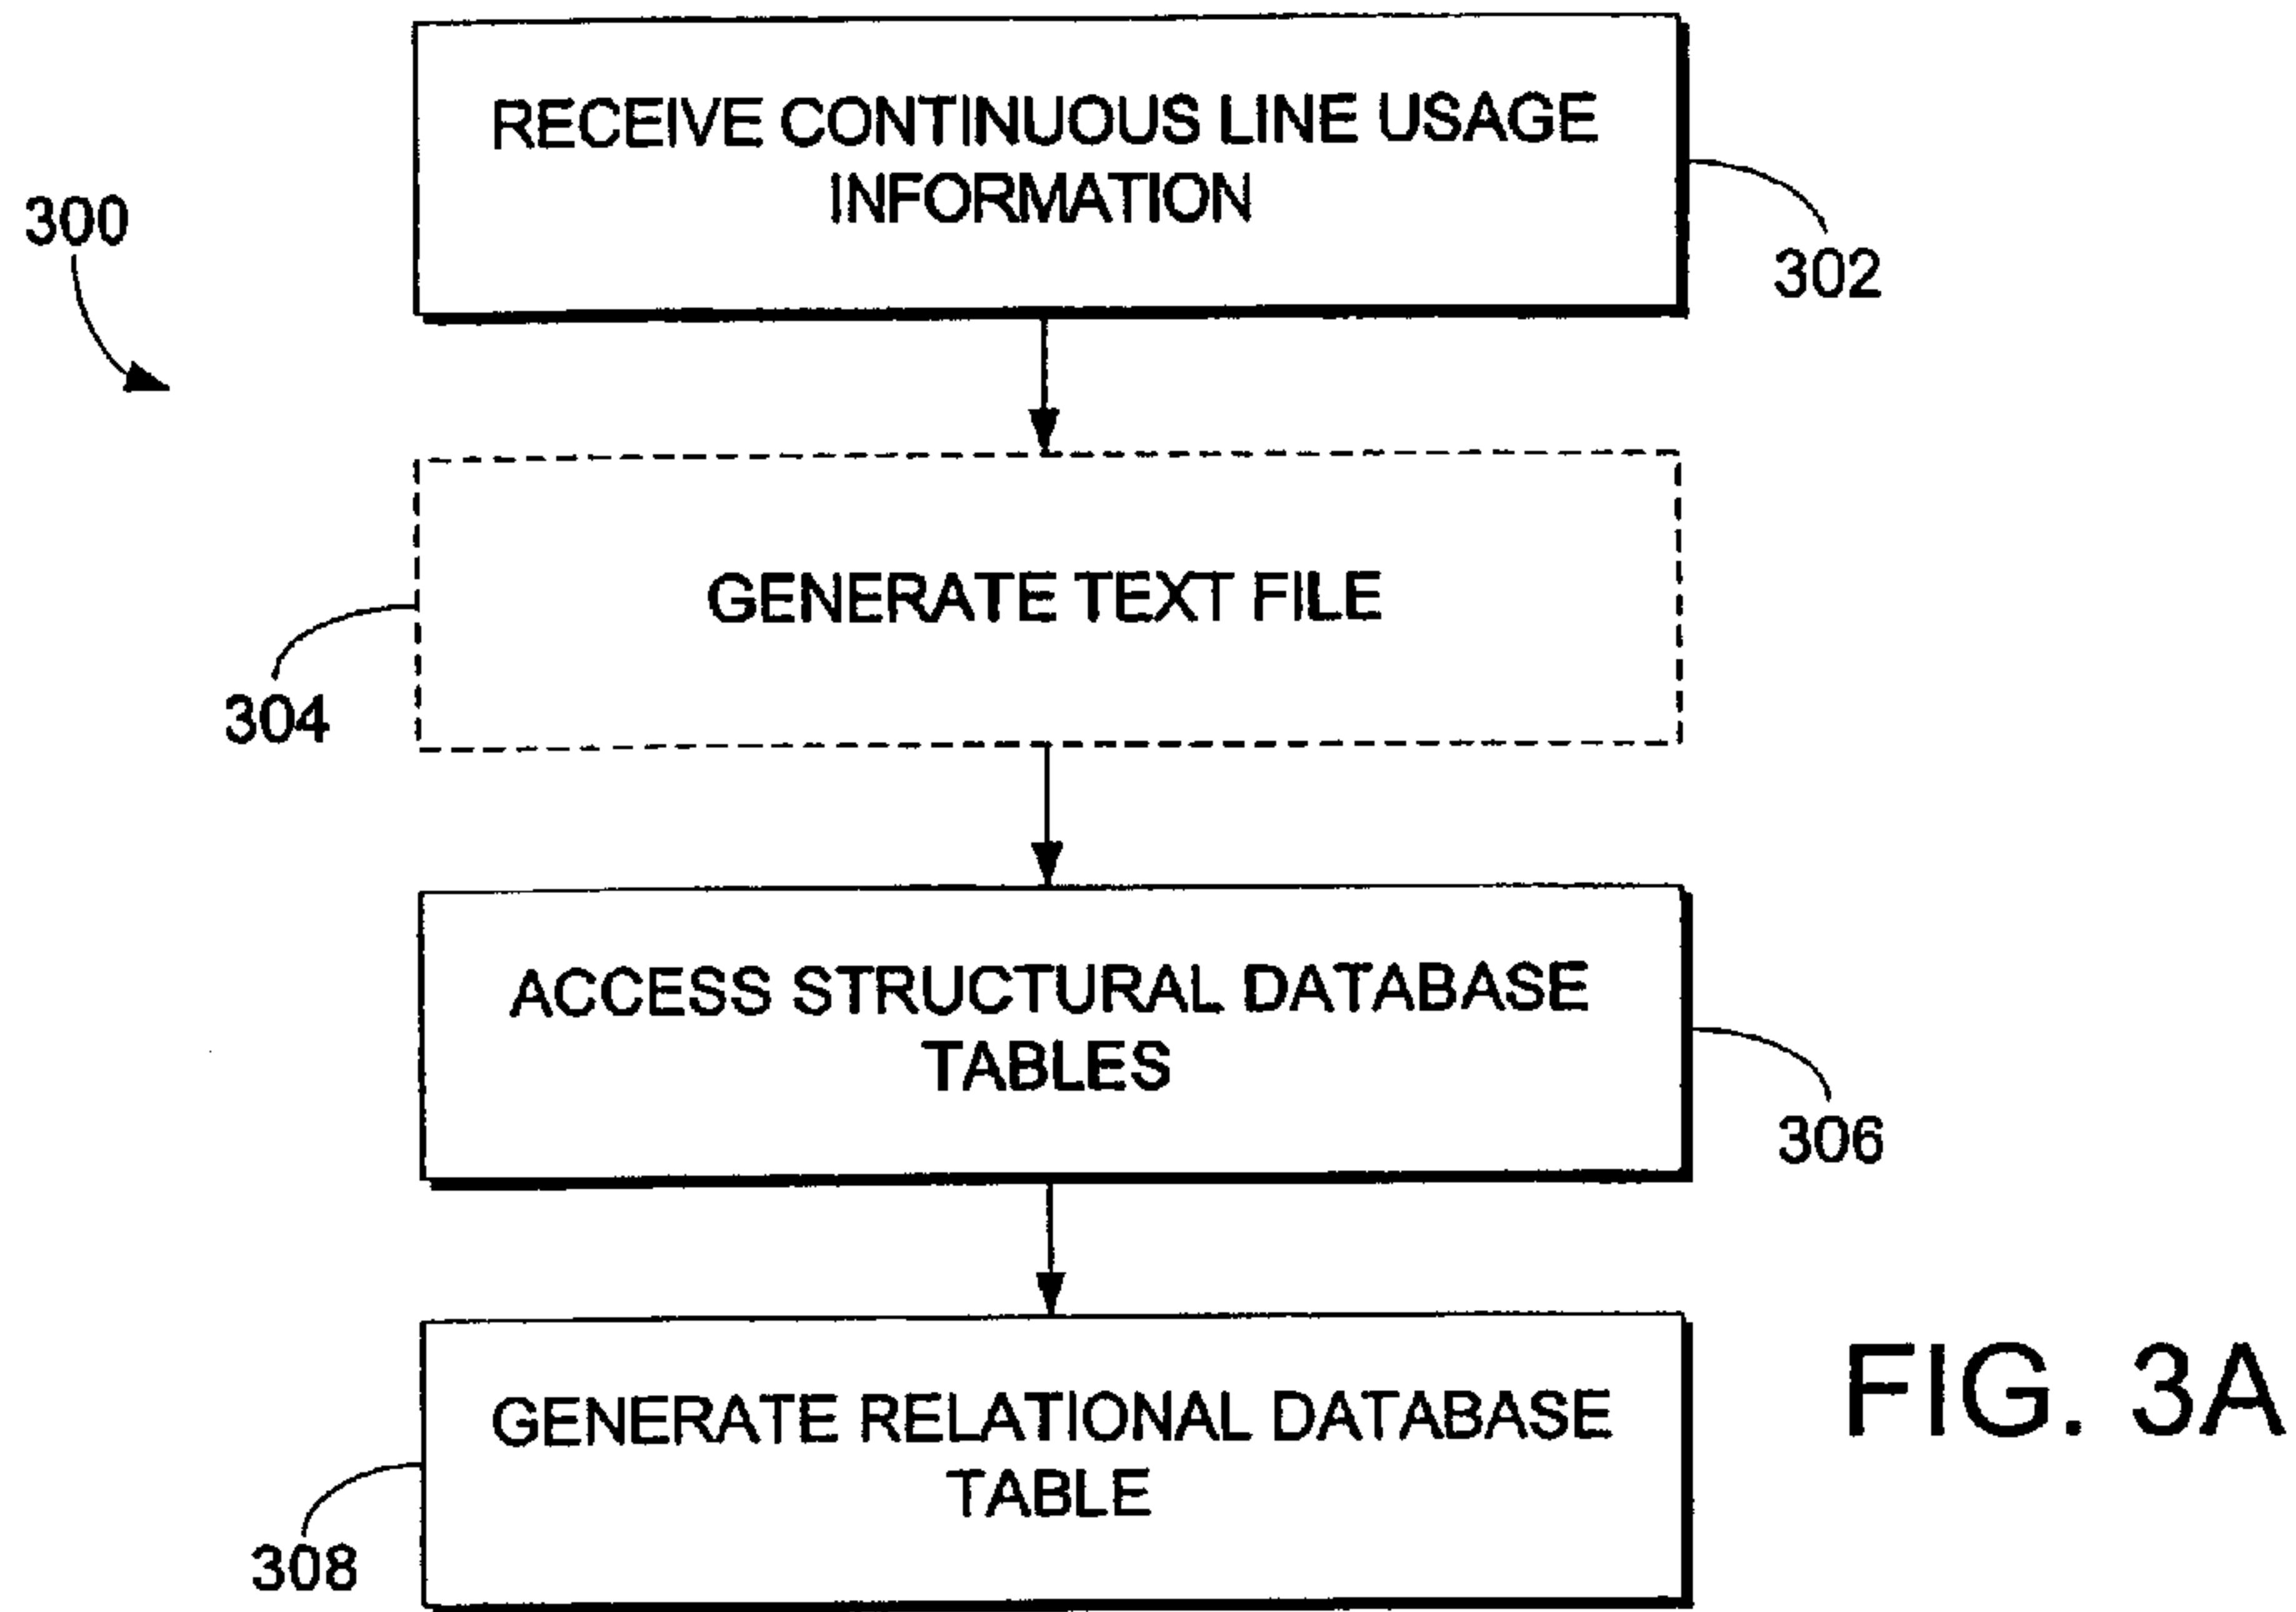 RECEIVE CONTINUOUS LINE USAGE
INFORMATION
300
302
GENERATE TEXT FILE
304
ACCESS STRUCTURAL DATABASE
TABLES
306
GENERATE RELATIONAL DATABASE
TABLE
308
FIG. 3A